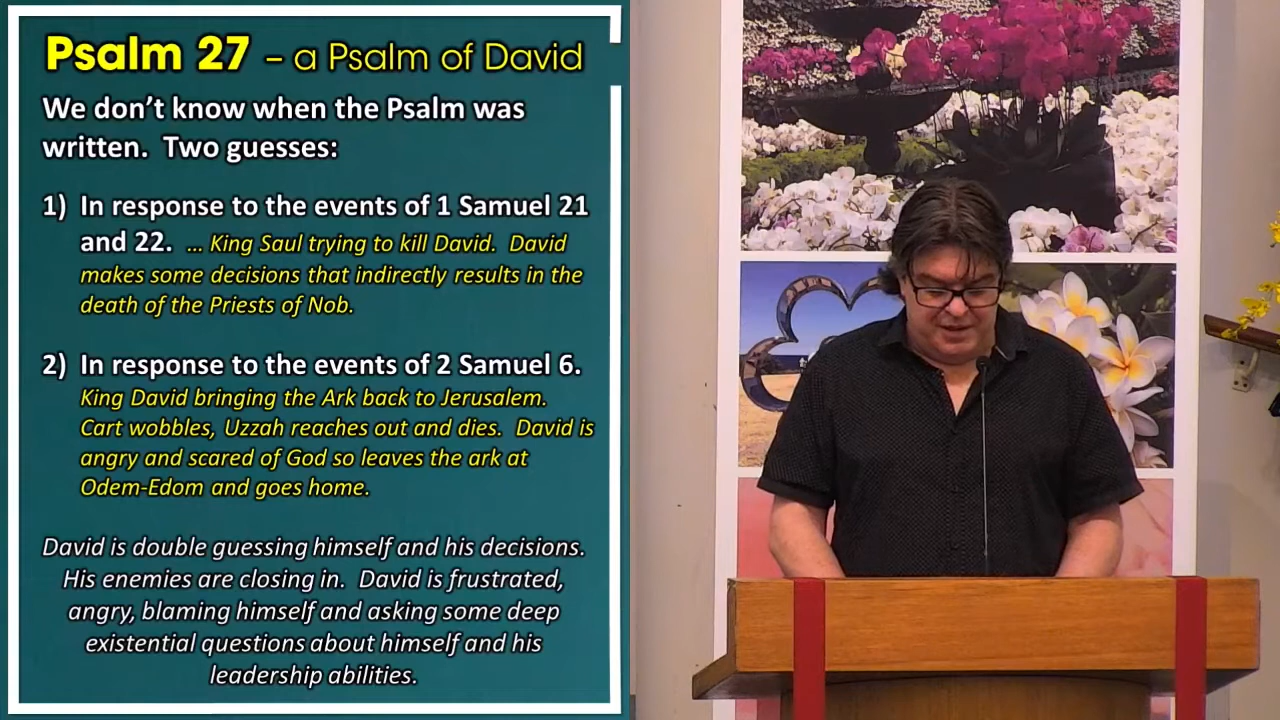 Psalm 27 – a Psalm of David
We don't know when the Psalm was
written.  Two guesses:
1) In response to the events of 1 Samuel 21
and 22.  ... King Saul trying to kill David.  David
makes some decisions that indirectly results in the
death of the Priests of Nob.
2) In response to the events of 2 Samuel 6.
King David bringing the Ark back to Jerusalem.
Cart wobbles, Uzzah reaches out and dies.  David is
angry and scared of God so leaves the ark at
Odem-Edom and goes home.
David is double guessing himself and his decisions.
His enemies are closing in.  David is frustrated,
angry, blaming himself and asking some deep
existential questions about himself and his
leadership abilities.